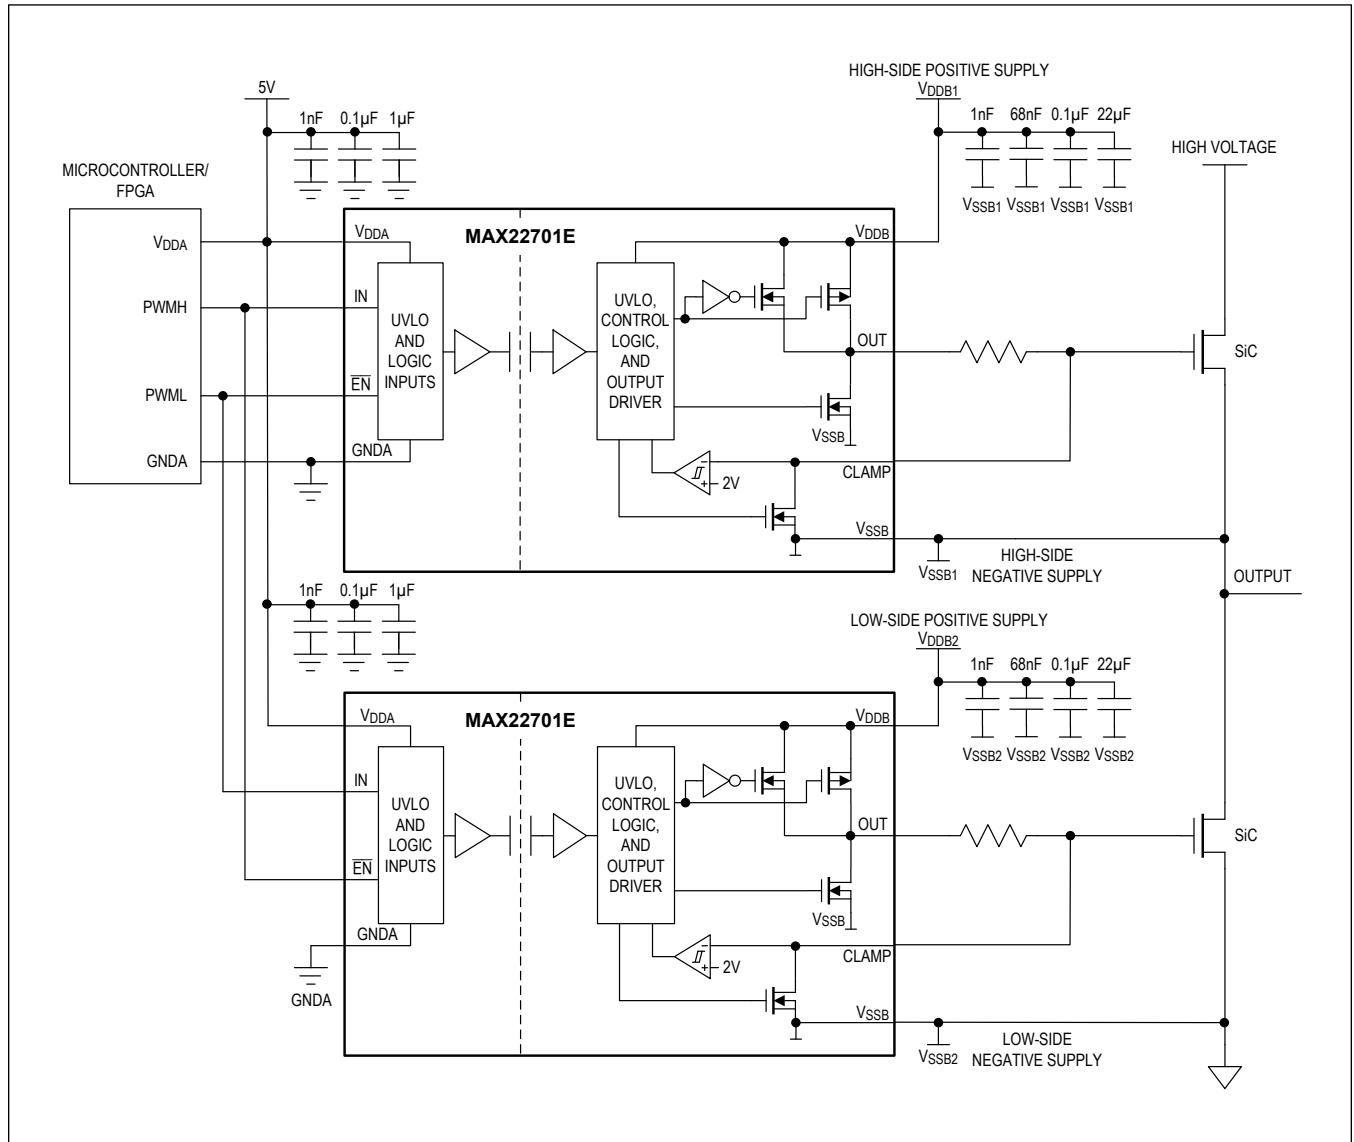 HIGH-SIDE POSITIVE SUPPLY
VDDB1
5V
1nF 0.1µF 1µF
1nF 68nF 0.1µF 22µF
HIGH VOLTAGE
MICROCONTROLLER/
FPGA
VSSB1 VSSB1 VSSB1 VSSB1
VDDA
VDDA
MAX22701E
VDDB
PWMH
IN
UVLO
AND
LOGIC
INPUTS
UVLO,
CONTROL
LOGIC,
AND
OUTPUT
DRIVER
OUT
SiC
PWML
EN
VSSB
GNDA
GNDA
CLAMP
2V
VSSB
VSSB1
HIGH-SIDE
NEGATIVE SUPPLY
OUTPUT
1nF 0.1µF 1µF
LOW-SIDE POSITIVE SUPPLY
VDDB2
1nF 68nF 0.1µF 22µF
VSSB2 VSSB2 VSSB2 VSSB2
VDDA
MAX22701E
VDDB
IN
UVLO
AND
LOGIC
INPUTS
UVLO,
CONTROL
LOGIC,
AND
OUTPUT
DRIVER
OUT
SiC
EN
VSSB
GNDA
GNDA
CLAMP
2V
VSSB
VSSB2
LOW-SIDE
NEGATIVE SUPPLY